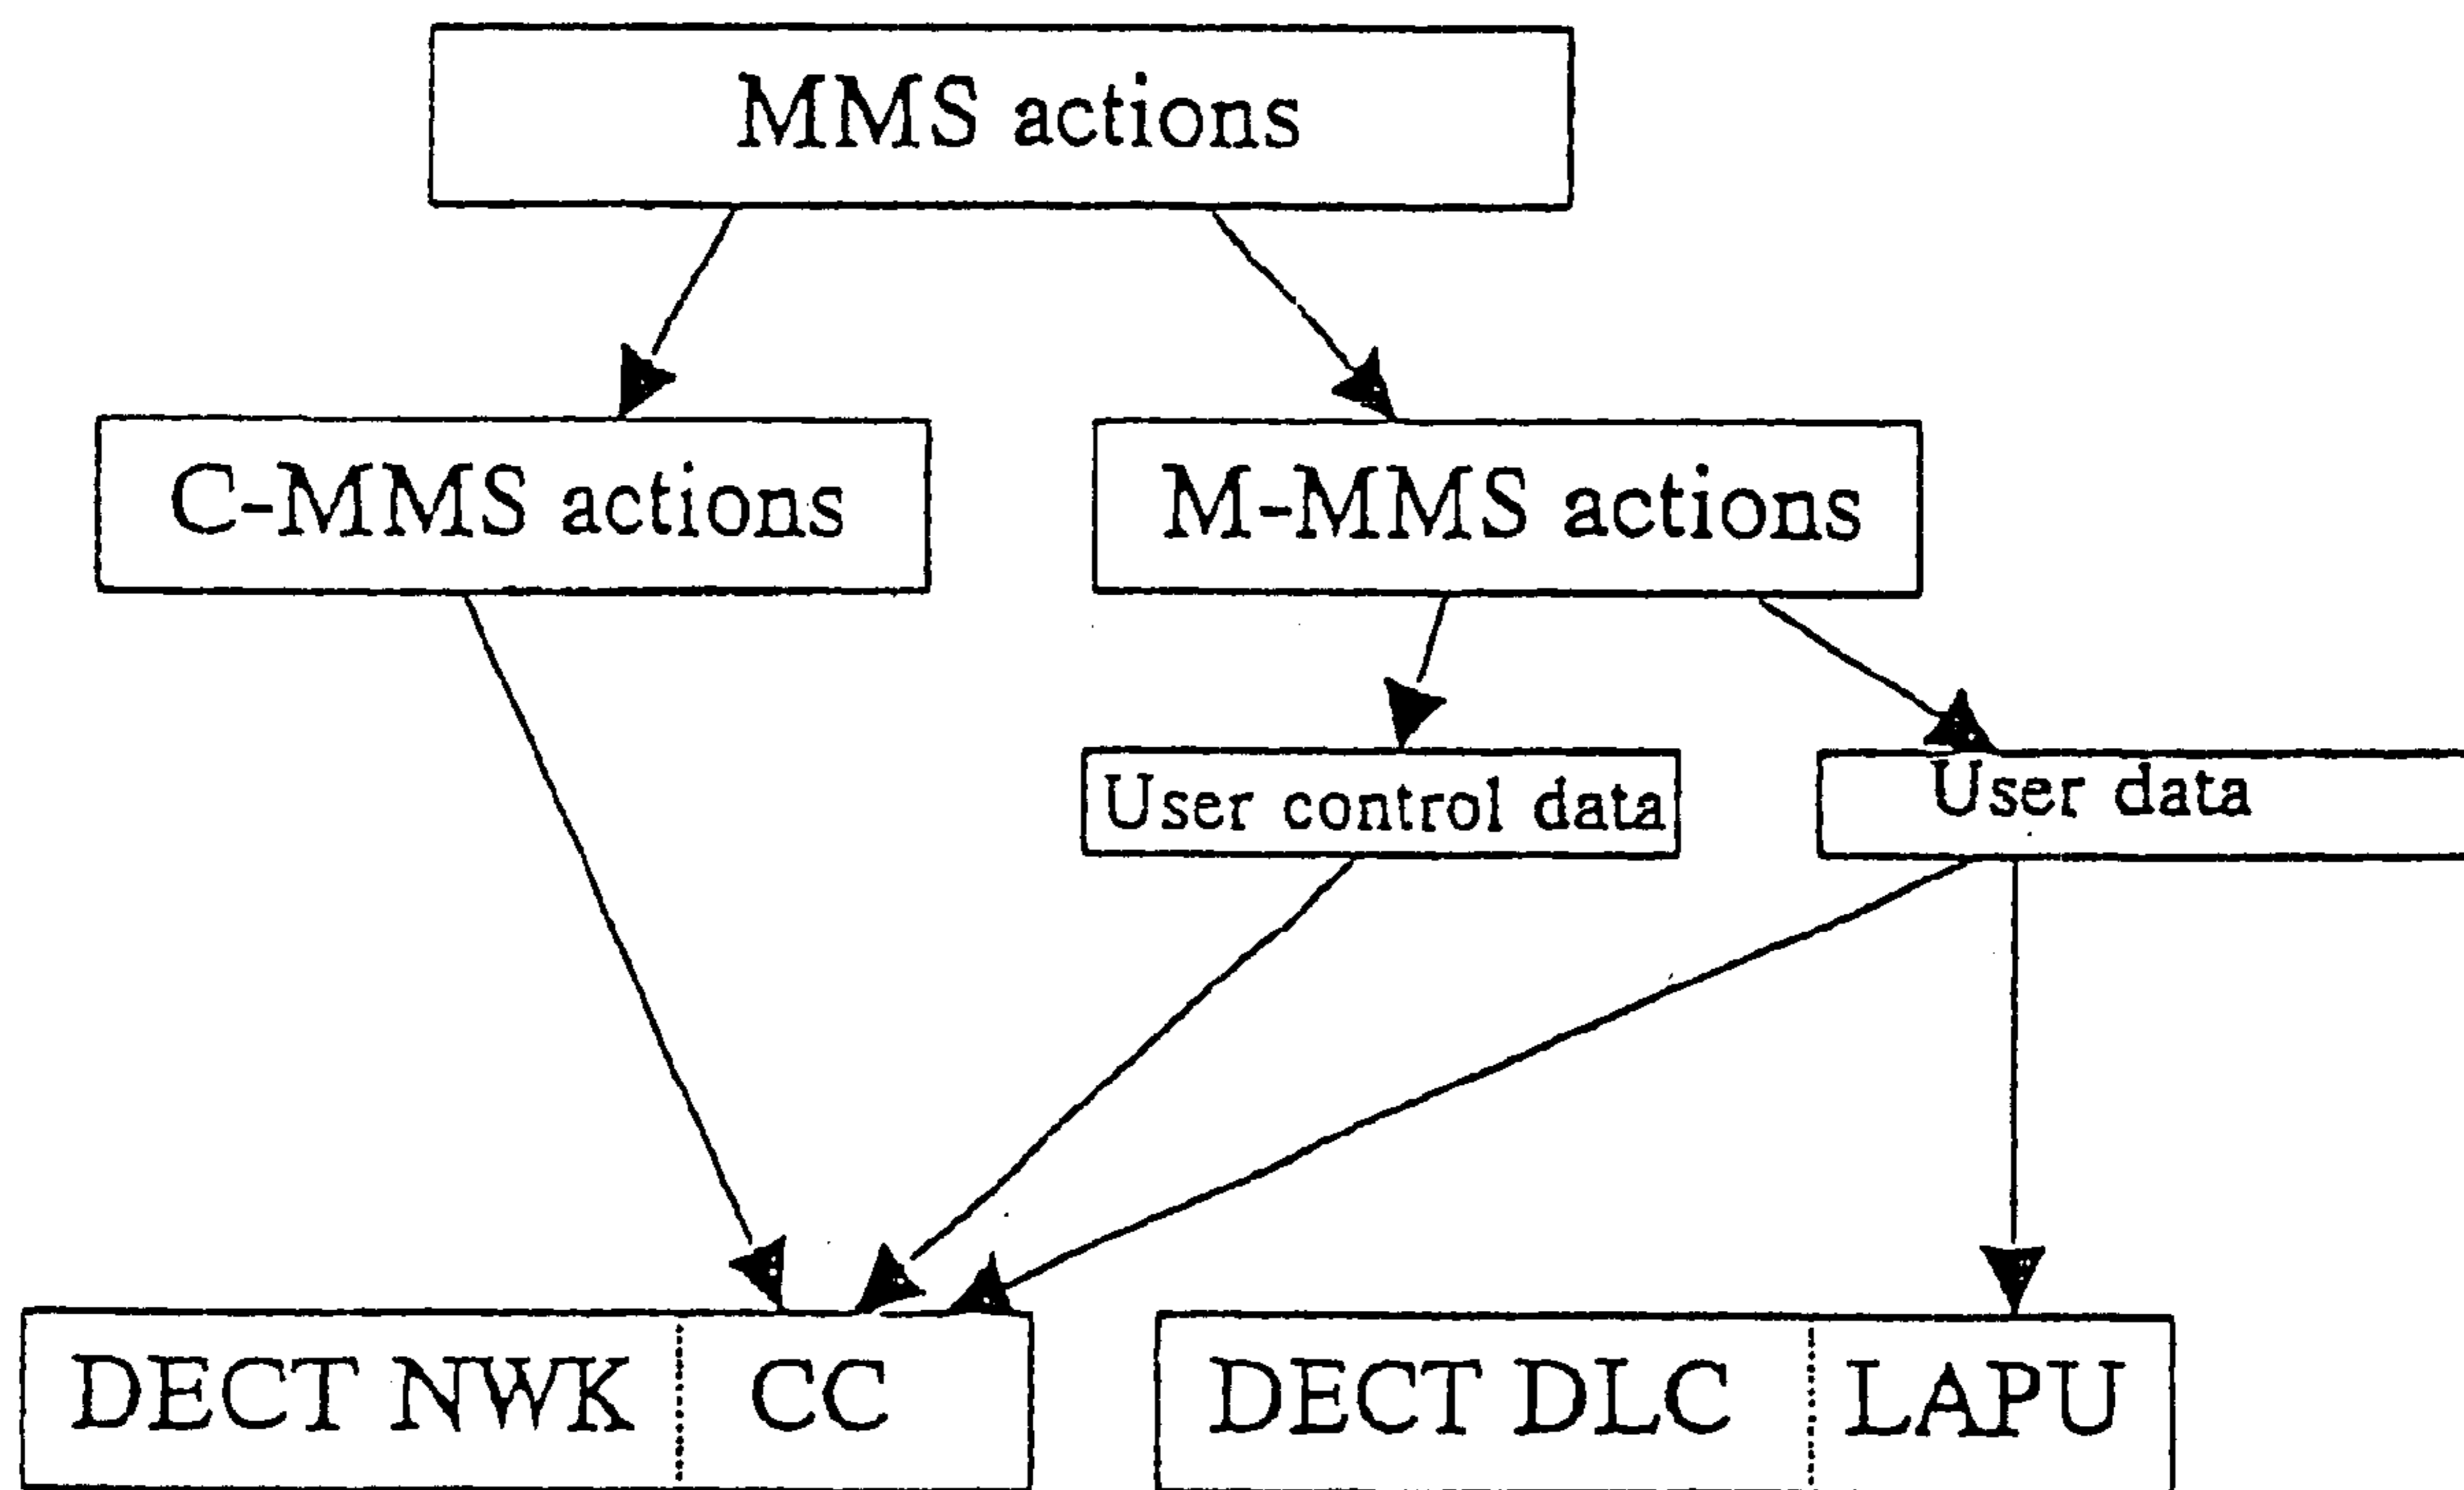 MMS actions
C-MMS actions
M-MMS actions
User control data
User data
DECT NWK
CC
DECT DLC
LAPU